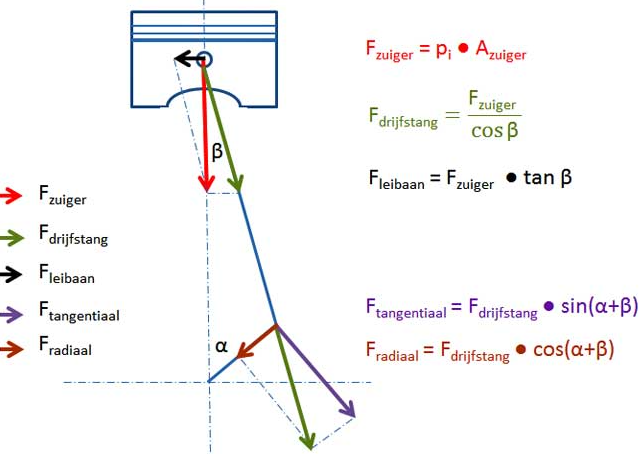 F_zuiger = p_i • A_zuiger
F_drijfstang = F_zuiger / cos β
F_leibaan = F_zuiger • tan β
β
F_zuiger
F_drijfstang
F_leibaan
F_tangentiaal
F_radiaal
α
F_tangentiaal = F_drijfstang • sin(α+β)
F_radiaal = F_drijfstang • cos(α+β)